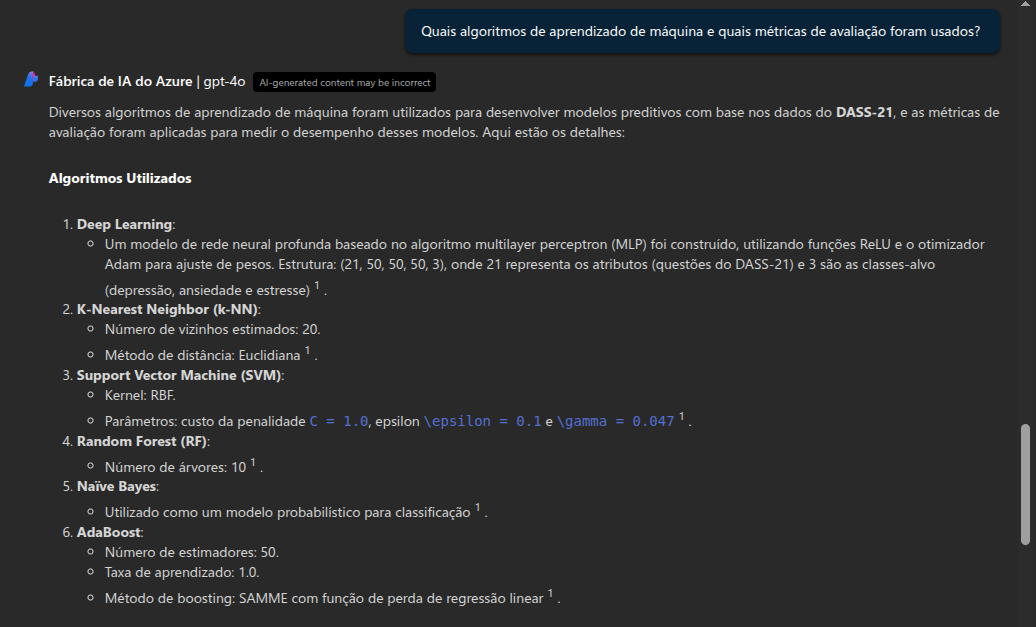 Quais algoritmos de aprendizado de máquina e quais métricas de avaliação foram usados?
Fábrica de IA do Azure | gpt-4o AI-generated content may be incorrect
Diversos algoritmos de aprendizado de máquina foram utilizados para desenvolver modelos preditivos com base nos dados do DASS-21, e as métricas de
avaliação foram aplicadas para medir o desempenho desses modelos. Aqui estão os detalhes:
Algoritmos Utilizados
1. Deep Learning:
Um modelo de rede neural profunda baseado no algoritmo multilayer perceptron (MLP) foi construído, utilizando funções ReLU e o otimizador
Adam para ajuste de pesos. Estrutura: (21, 50, 50, 50, 3), onde 21 representa os atributos (questões do DASS-21) e 3 são as classes-alvo
(depressão, ansiedade e estresse) 1 .
2. K-Nearest Neighbor (k-NN):
Número de vizinhos estimados: 20.
Método de distância: Euclidiana 1 .
3. Support Vector Machine (SVM):
Kernel: RBF.
Parâmetros: custo da penalidade C = 1.0, epsilon \epsilon = 0.1 e \gamma = 0.047 1 .
4. Random Forest (RF):
Número de árvores: 10 1 .
5. Naïve Bayes:
Utilizado como um modelo probabilístico para classificação 1 .
6. AdaBoost:
Número de estimadores: 50.
Taxa de aprendizado: 1.0.
Método de boosting: SAMME com função de perda de regressão linear 1 .